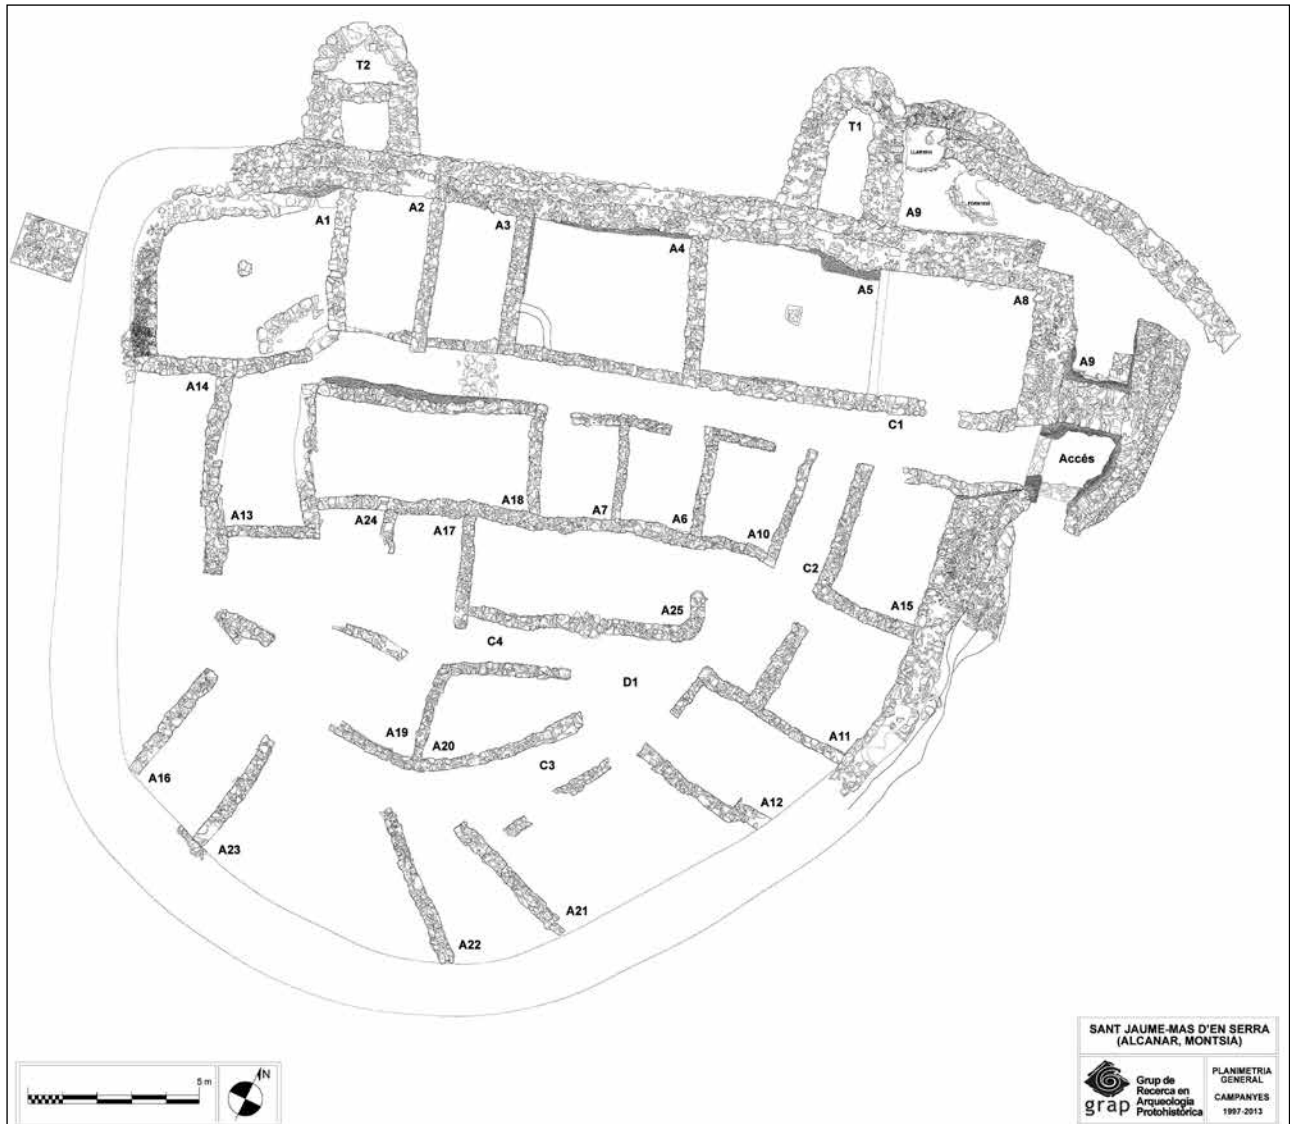 T2
T1
LLARINHA
A9
A1
A2
A3
A4
A5
A8
A9
A14
C1
Accés
A13
A24
A17
A18
A7
A6
A10
C2
A15
A25
C4
D1
A19
A20
C3
A11
A16
A12
A23
A21
A22
SANT JAUME-MAS D'EN SERRA
(ALCANAR, MONTSIÀ)
5 m
N
grap
Grup de
Recerca en
Arqueologia
Protohistòrica
PLANIMETRIA
GENERAL
CAMPANYES
1997-2013